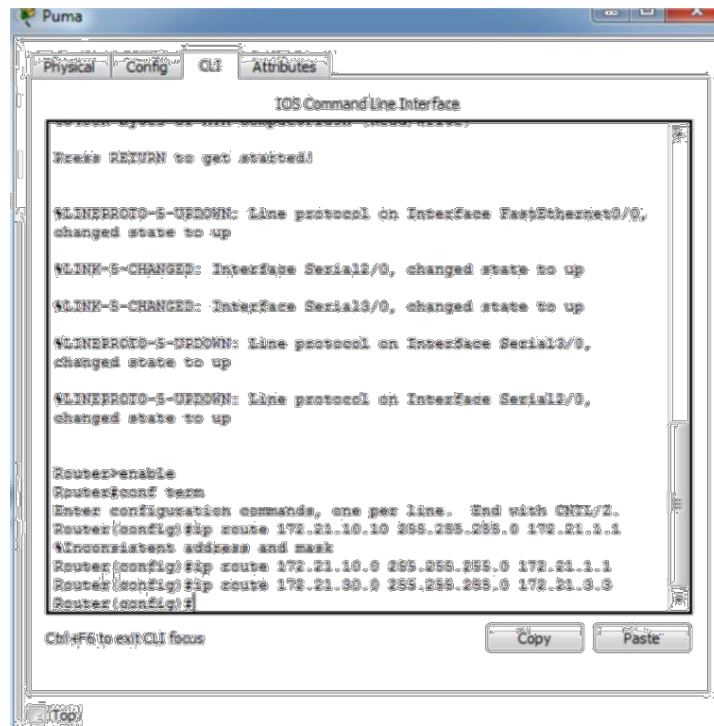 Puma
Physical Config CLI Attributes
IOS Command Line Interface
Press RETURN to get started!
%LINEPROTO-5-UPDOWN: Line protocol on Interface FastEthernet0/0,
changed state to up
%LINK-5-CHANGED: Interface Serial2/0, changed state to up
%LINK-5-CHANGED: Interface Serial3/0, changed state to up
%LINEPROTO-5-UPDOWN: Line protocol on Interface Serial3/0,
changed state to up
%LINEPROTO-5-UPDOWN: Line protocol on Interface Serial2/0,
changed state to up
Router>enable
Router#conf term
Enter configuration commands, one per line. End with CNTL/Z.
Router(config)#ip route 172.21.10.10 255.255.255.0 172.21.1.1
%Inconsistent address and mask
Router(config)#ip route 172.21.10.0 255.255.255.0 172.21.1.1
Router(config)#ip route 172.21.30.0 255.255.255.0 172.21.3.3
Router(config)#
Ctrl+F6 to exit CLI focus
Copy Paste
Top